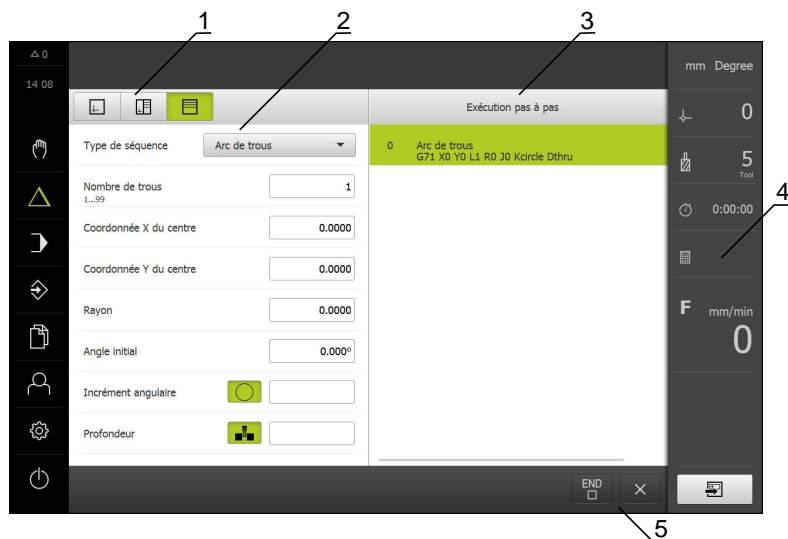 1
2
3
△ 0
14 08
mm Degree
Exécution pas à pas
0
Type de séquence Arc de trous
0 Arc de trous
G71 X0 Y0 L1 R0 J0 Kcircle Dthru
5
Tool
Nombre de trous 1
1...99
4
0:00:00
Coordonnée X du centre 0.0000
Coordonnée Y du centre 0.0000
Rayon 0.0000
F mm/min
0
Angle initial 0.000°
Incrément angulaire
Profondeur
END
5